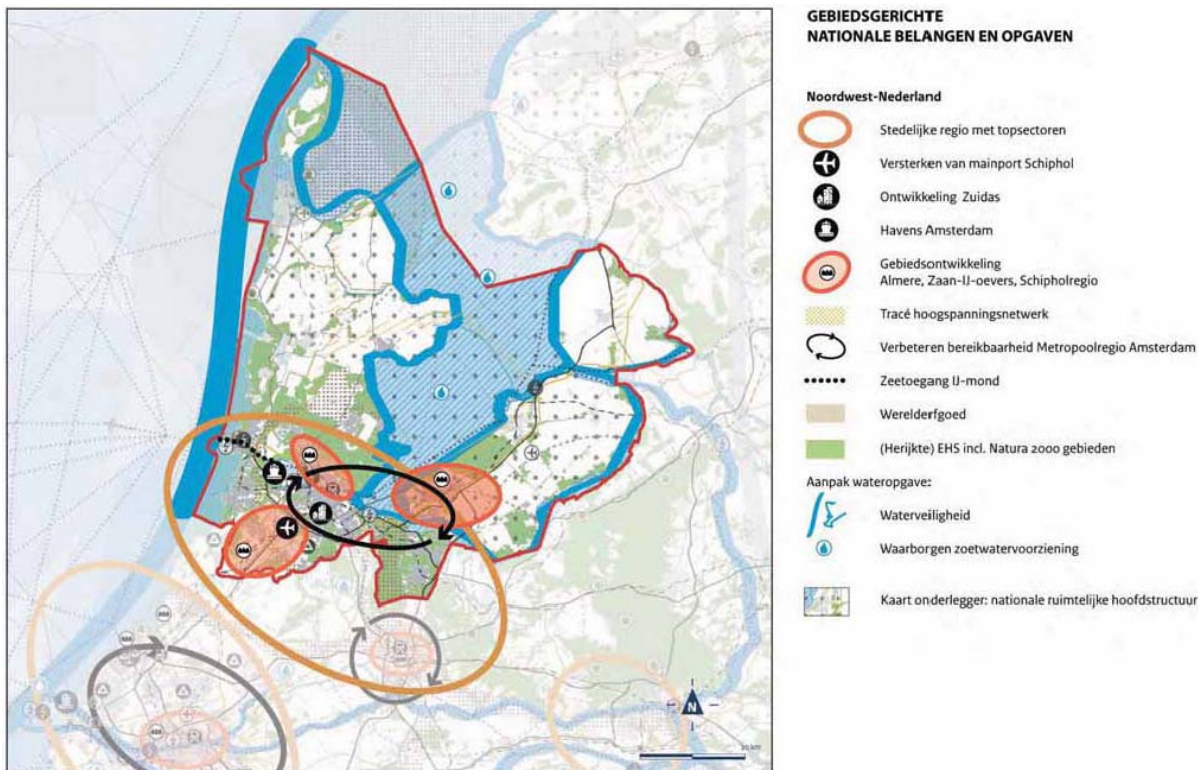 GEBIEDSGERICHTE
NATIONALE BELANGEN EN OPGAVEN
Noordwest-Nederland
Stedelijke regio met topsectoren
Versterken van mainport Schiphol
Ontwikkeling Zuidas
Havens Amsterdam
Gebiedsontwikkeling
Almere, Zaan-IJ-oevers, Schipholregio
Tracé hoogspanningsnetwerk
Verbeteren bereikbaarheid Metropoolregio Amsterdam
Zeetoegang IJ-mond
Werelderfgoed
(Herijkte) EHS incl. Natura 2000 gebieden
Aanpak wateropgave:
Waterveiligheid
Waarborgen zoetwatervoorziening
Kaart onderlegger: nationale ruimtelijke hoofdstructuur
N
20 km